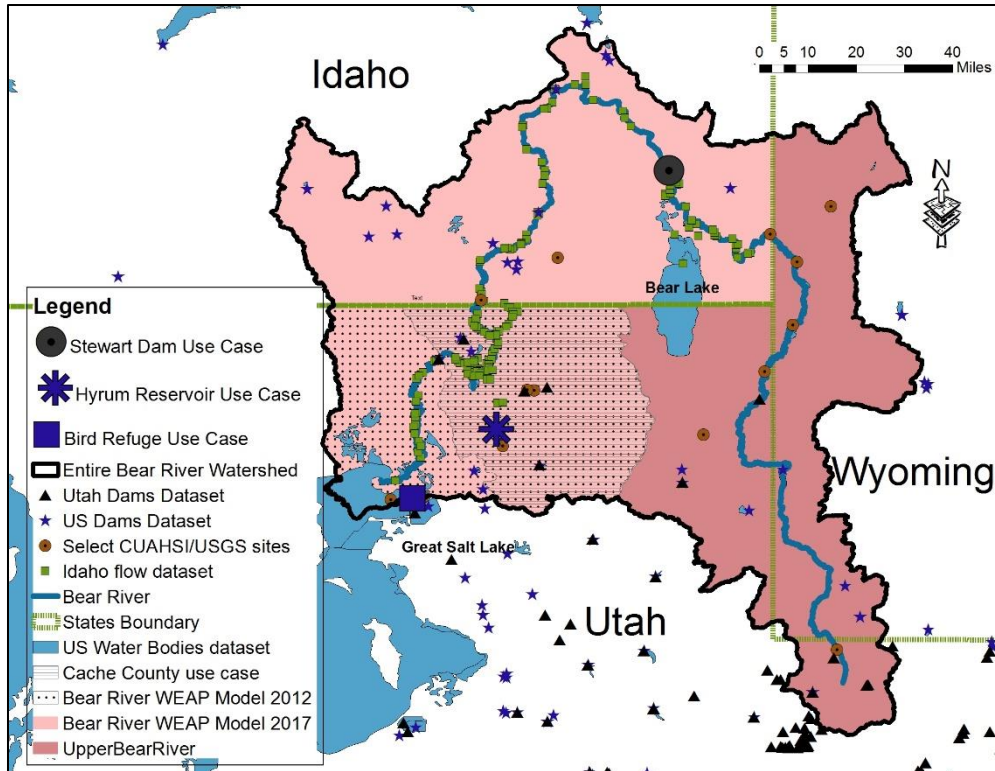 Idaho
0 5 10 20 30 40
Miles
N
Bear Lake
Text
Wyoming
Great Salt Lake
Utah
Legend
Stewart Dam Use Case
Hyrum Reservoir Use Case
Bird Refuge Use Case
Entire Bear River Watershed
Utah Dams Dataset
US Dams Dataset
Select CUAHSI/USGS sites
Idaho flow dataset
Bear River
States Boundary
US Water Bodies dataset
Cache County use case
Bear River WEAP Model 2012
Bear River WEAP Model 2017
UpperBearRiver